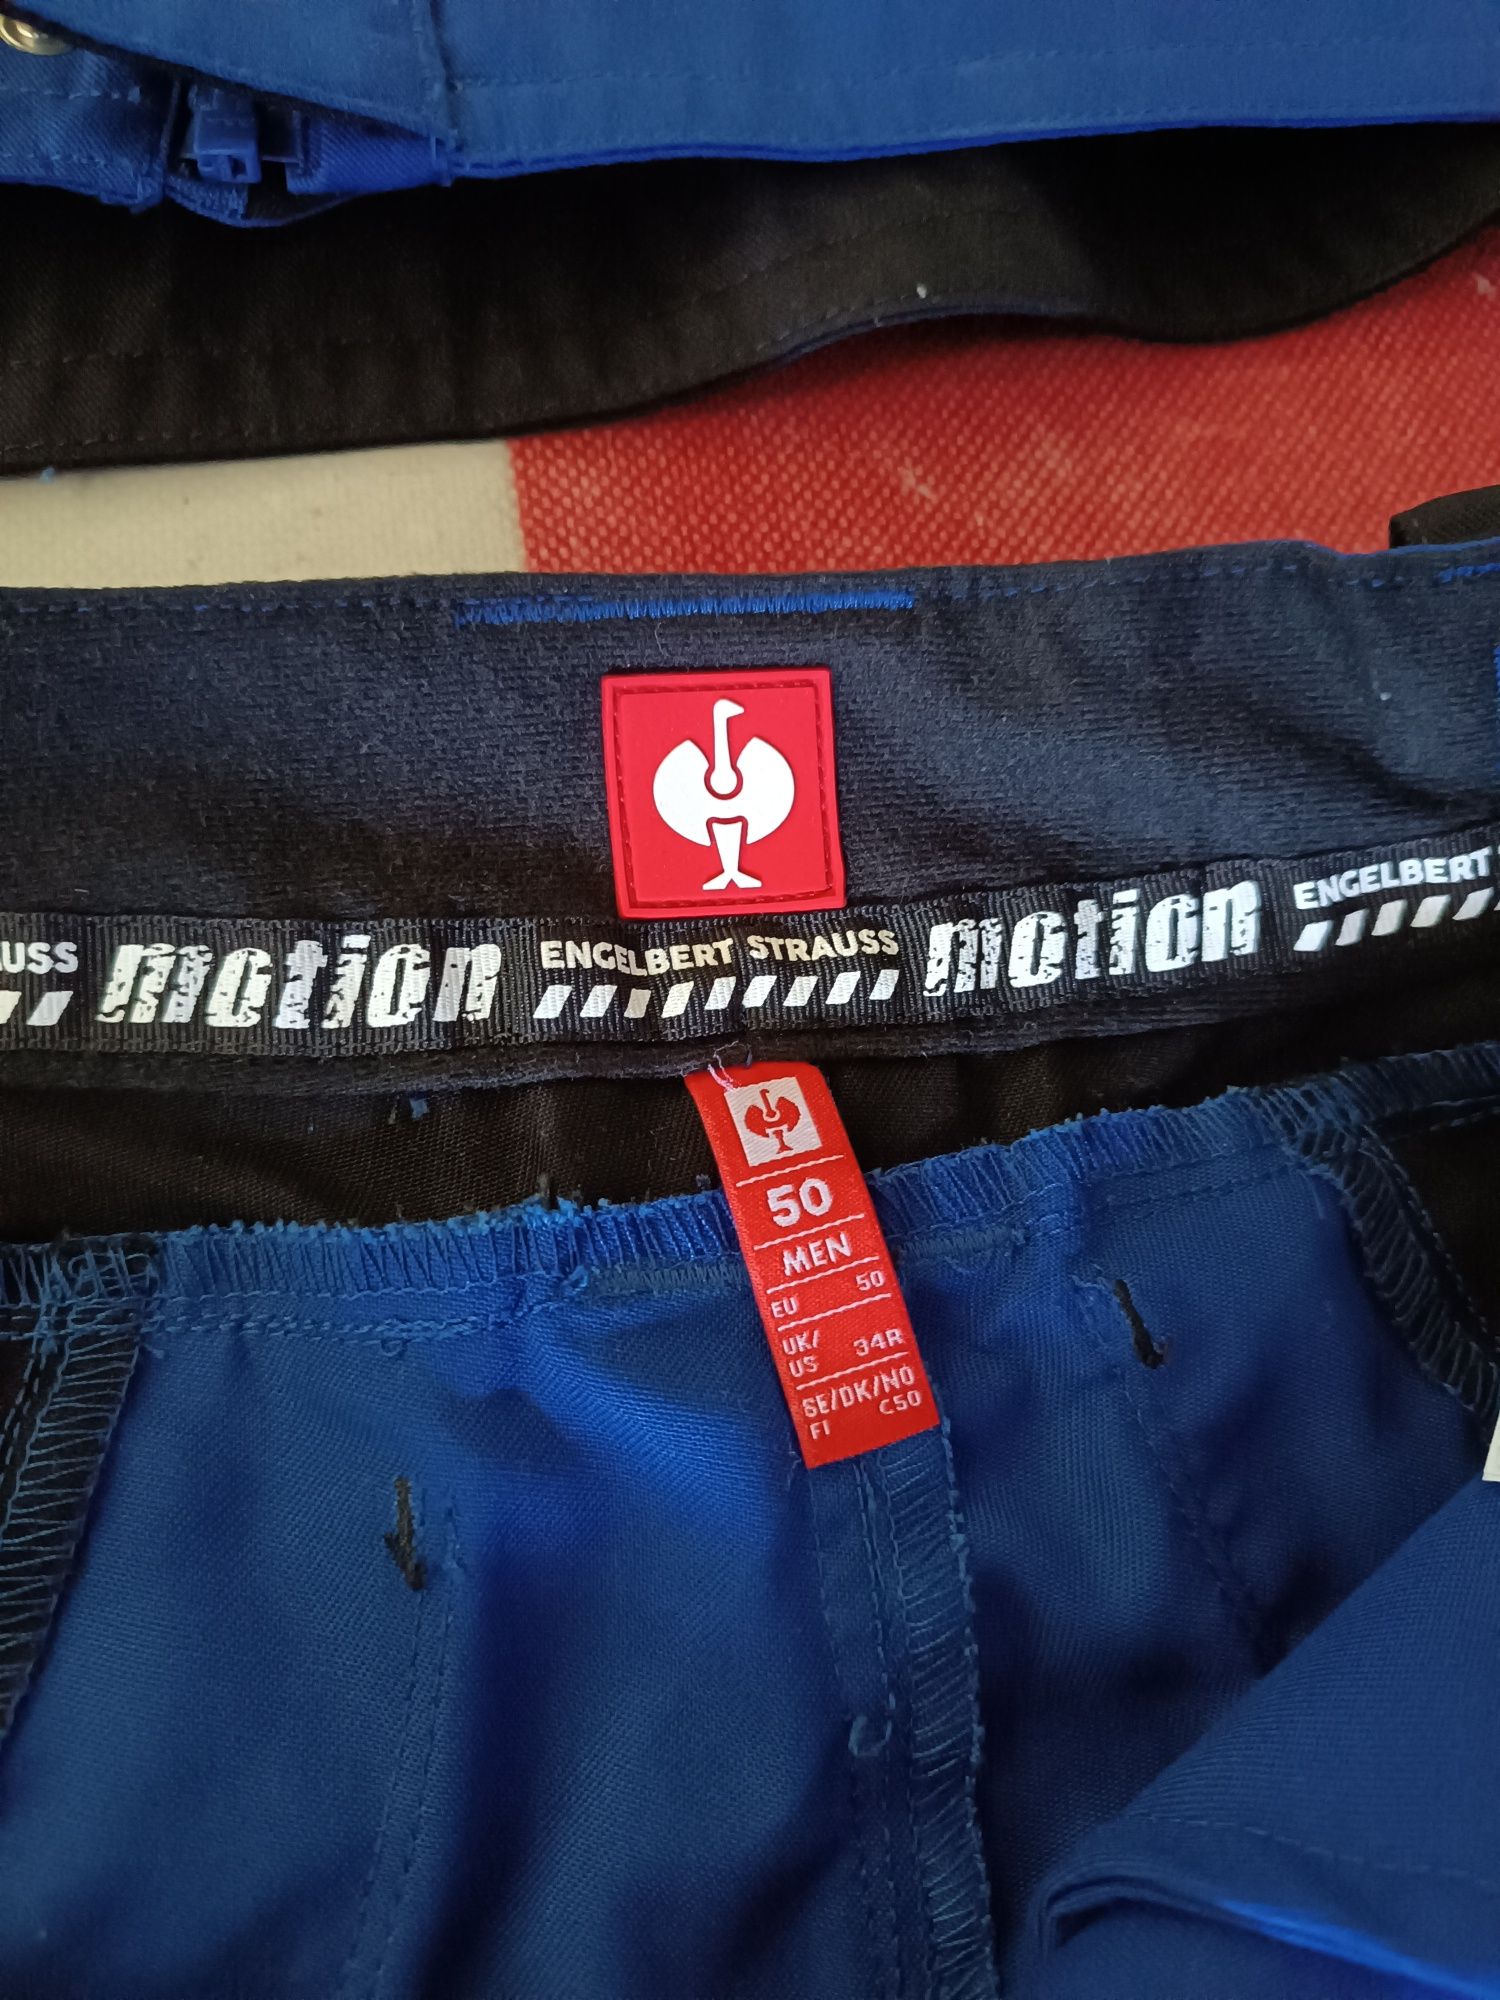 USS motion ENGELBERT STRAUSS motion ENGELBERT
50
MEN
EU 50
UK/
US 34R
SE/DK/NO
FI C50